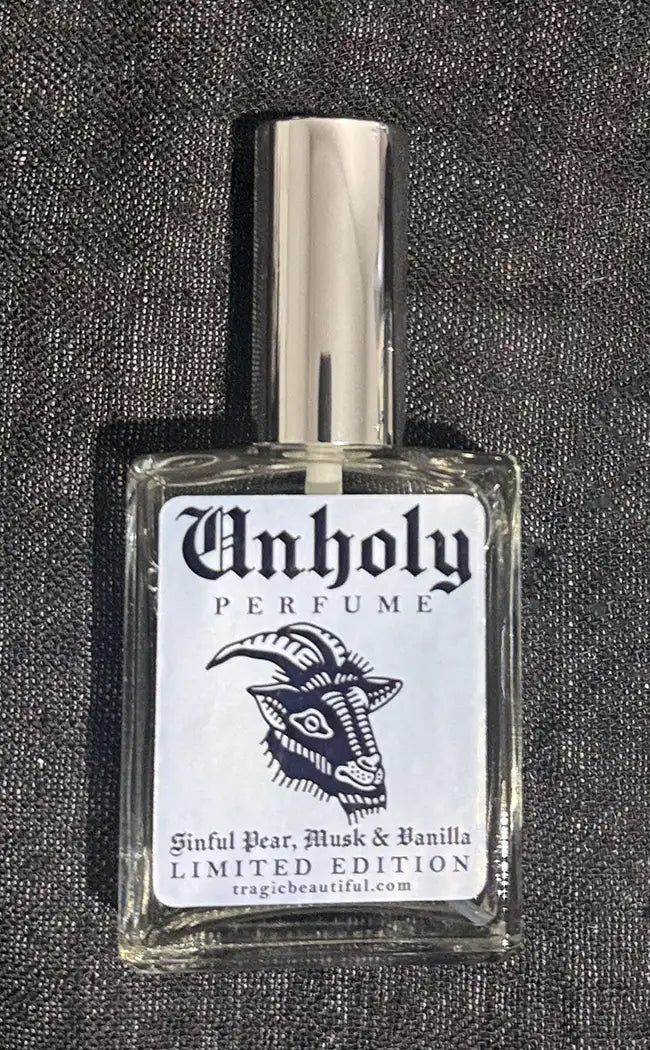 Unholy
PERFUME
Sinful Pear, Musk & Vanilla
LIMITED EDITION
tragicbeautiful.com